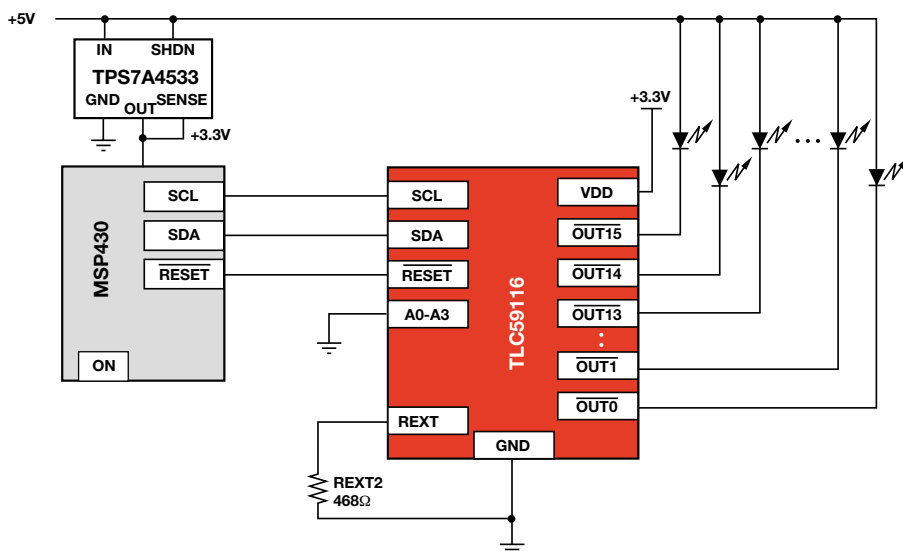 +5V
IN SHDN
TPS7A4533
GND OUT SENSE
+3.3V
MSP430
SCL
SDA
RESET
ON
+3.3V
TLC59116
SCL
SDA
RESET
A0-A3
REXT
GND
VDD
OUT15
OUT14
OUT13
OUT1
OUT0
...
REXT2
468Ω